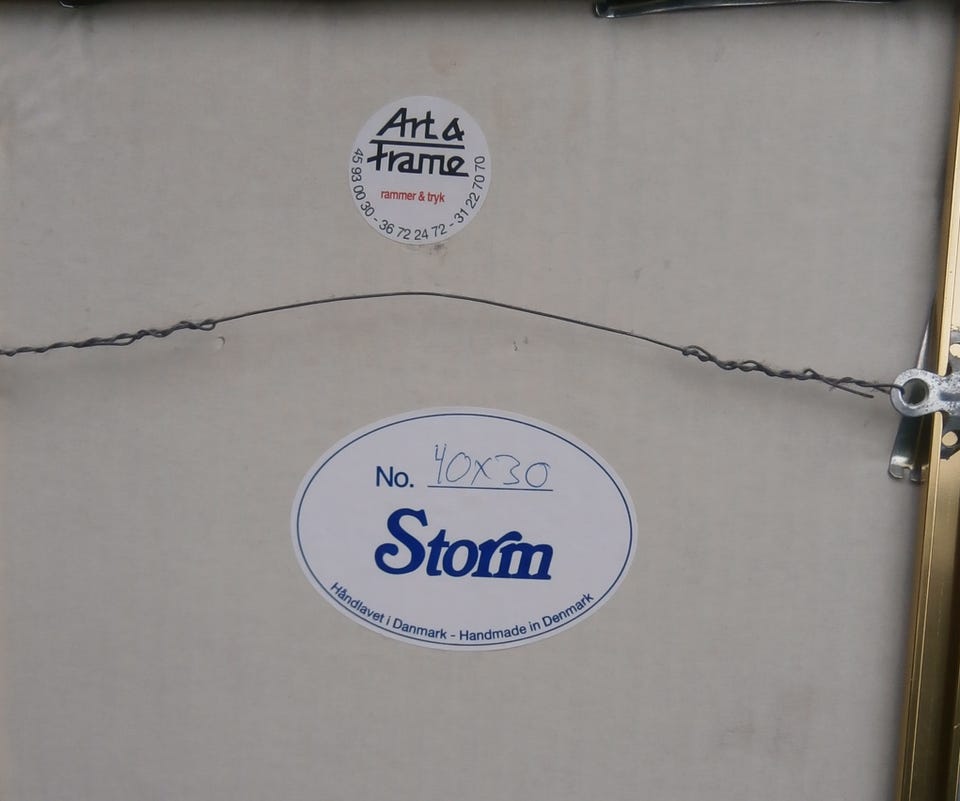 Art &
frame
rammer & tryk
45 93 00 30 - 36 72 24 72 - 31 22 70 70
No. 40x30
Storm
Håndlavet i Danmark - Handmade in Denmark